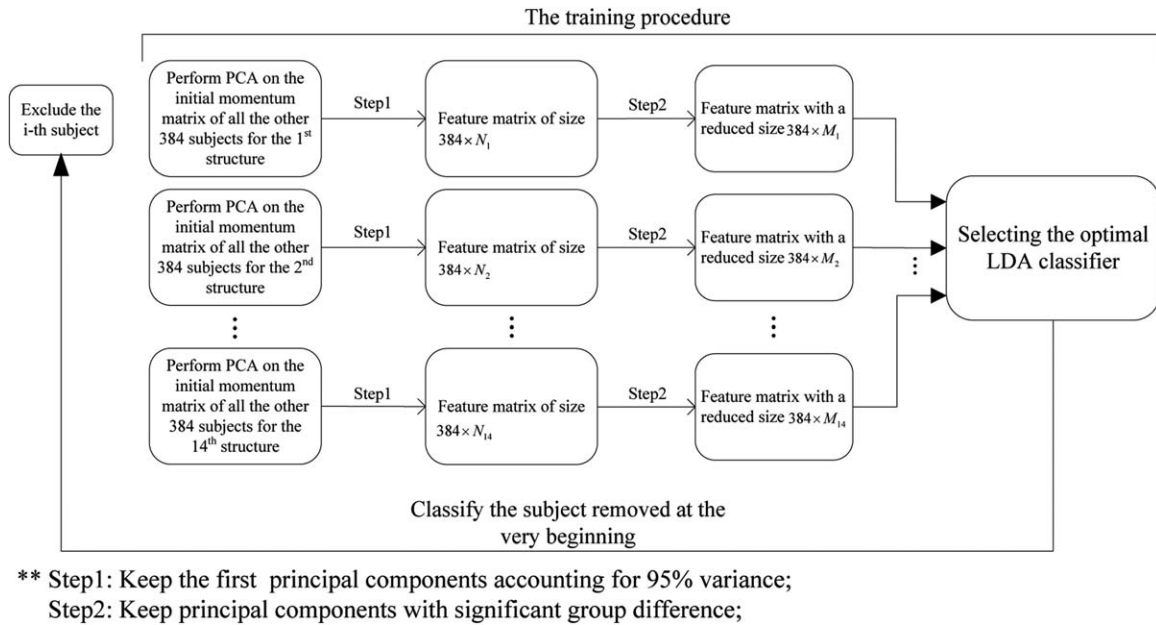 The training procedure
Exclude the
i-th subject
Perform PCA on the
initial momentum
matrix of all the other
384 subjects for the 1st
structure
Step1
Feature matrix of size
384×N1
Step2
Feature matrix with a
reduced size 384×M1
Perform PCA on the
initial momentum
matrix of all the other
384 subjects for the 2nd
structure
Step1
Feature matrix of size
384×N2
Step2
Feature matrix with a
reduced size 384×M2
⋮
⋮
⋮
⋮
Perform PCA on the
initial momentum
matrix of all the other
384 subjects for the
14th structure
Step1
Feature matrix of size
384×N14
Step2
Feature matrix with a
reduced size 384×M14
Selecting the optimal
LDA classifier
Classify the subject removed at the
very beginning
** Step1: Keep the first principal components accounting for 95% variance;
Step2: Keep principal components with significant group difference;